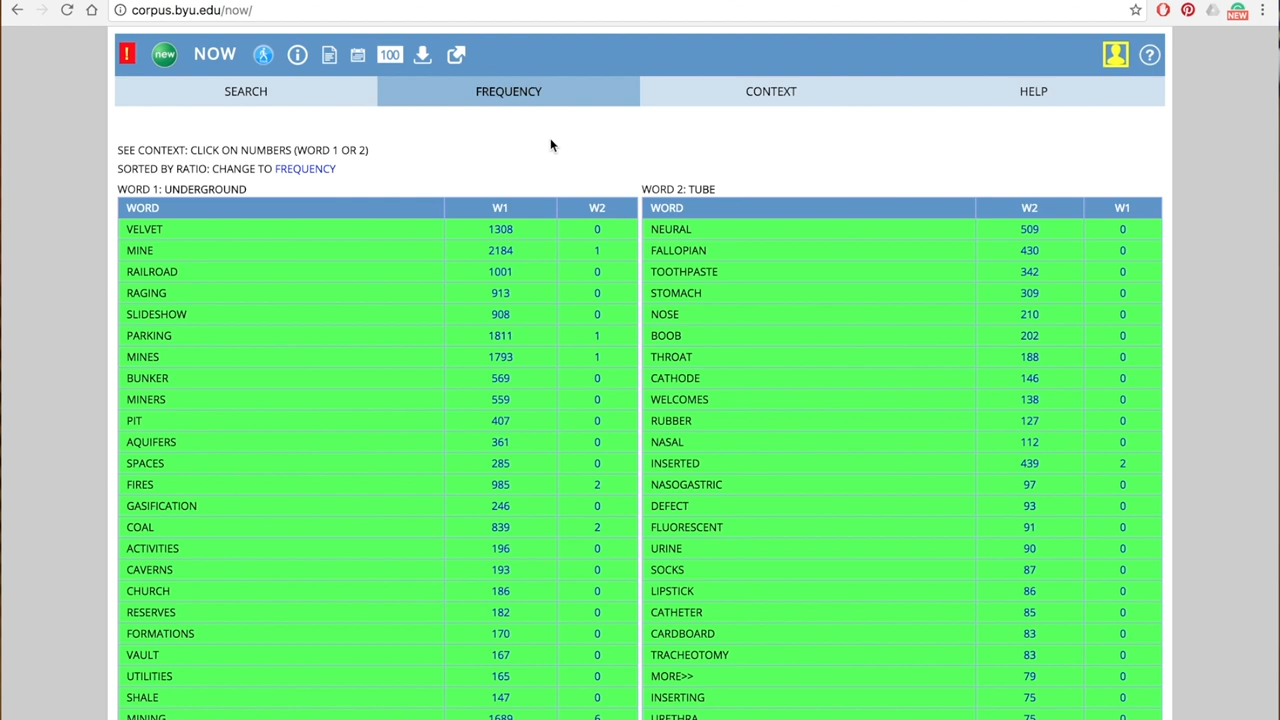 corpus.byu.edu/now/
NEW
! new NOW 100 ?
SEARCH FREQUENCY CONTEXT HELP
SEE CONTEXT: CLICK ON NUMBERS (WORD 1 OR 2)
SORTED BY RATIO: CHANGE TO FREQUENCY
WORD 1: UNDERGROUND WORD 2: TUBE
WORD W1 W2 WORD W2 W1
VELVET 1308 0 NEURAL 509 0
MINE 2184 1 FALLOPIAN 430 0
RAILROAD 1001 0 TOOTHPASTE 342 0
RAGING 913 0 STOMACH 309 0
SLIDESHOW 908 0 NOSE 210 0
PARKING 1811 1 BOOB 202 0
MINES 1793 1 THROAT 188 0
BUNKER 569 0 CATHODE 146 0
MINERS 559 0 WELCOMES 138 0
PIT 407 0 RUBBER 127 0
AQUIFERS 361 0 NASAL 112 0
SPACES 285 0 INSERTED 439 2
FIRES 985 2 NASOGASTRIC 97 0
GASIFICATION 246 0 DEFECT 93 0
COAL 839 2 FLUORESCENT 91 0
ACTIVITIES 196 0 URINE 90 0
CAVERNS 193 0 SOCKS 87 0
CHURCH 186 0 LIPSTICK 86 0
RESERVES 182 0 CATHETER 85 0
FORMATIONS 170 0 CARDBOARD 83 0
VAULT 167 0 TRACHEOTOMY 83 0
UTILITIES 165 0 MORE>> 79 0
SHALE 147 0 INSERTING 75 0
MINING 1689 6 URETHRA 75 0